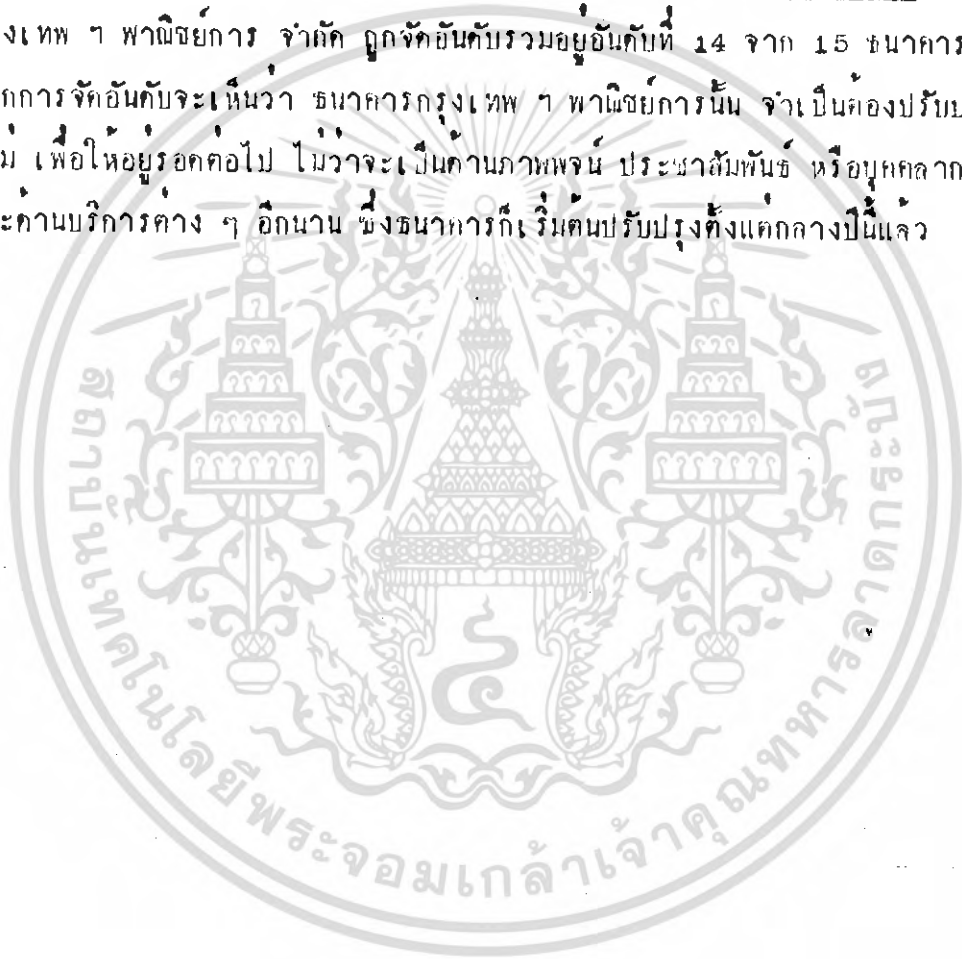 งเทพ ฯ พาณิชย์การ จำกัด ถูกจัดอันดับรวมอยู่อันดับที่ 14 จาก 15 ธนาคาร
กการจัดอันดับจะเห็นว่า ธนาคารกรุงเทพ ฯ พาณิชย์การนั้น จำเป็นต้องปรับป
ม่ เพื่อให้อยู่รอดต่อไป ไม่ว่าจะเป็นด้านภาพพจน์ ประชาสัมพันธ์ หรือบุคคลาก
ะด้านบริการต่าง ๆ อีกนาน ซึ่งธนาคารก็เริ่มต้นปรับปรุงตั้งแต่กลางปีนี้แล้ว
สถาบันเทคโนโลยีพระจอมเกล้าเจ้าคุณทหารลาดกระบัง